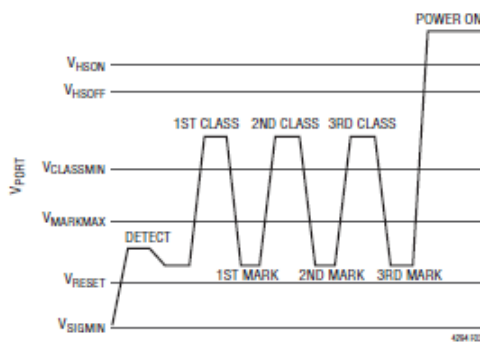 POWER ON
VHSON
VHSOFF
1ST CLASS 2ND CLASS 3RD CLASS
VCLASSMIN
VPORT
VMARKMAX
DETECT
1ST MARK 2ND MARK 3RD MARK
VRESET
VSIGMIN